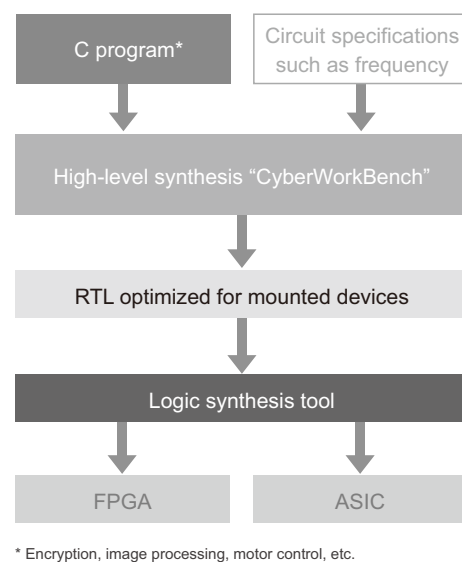 C program*
Circuit specifications
such as frequency
High-level synthesis “CyberWorkBench”
RTL optimized for mounted devices
Logic synthesis tool
FPGA
ASIC
* Encryption, image processing, motor control, etc.